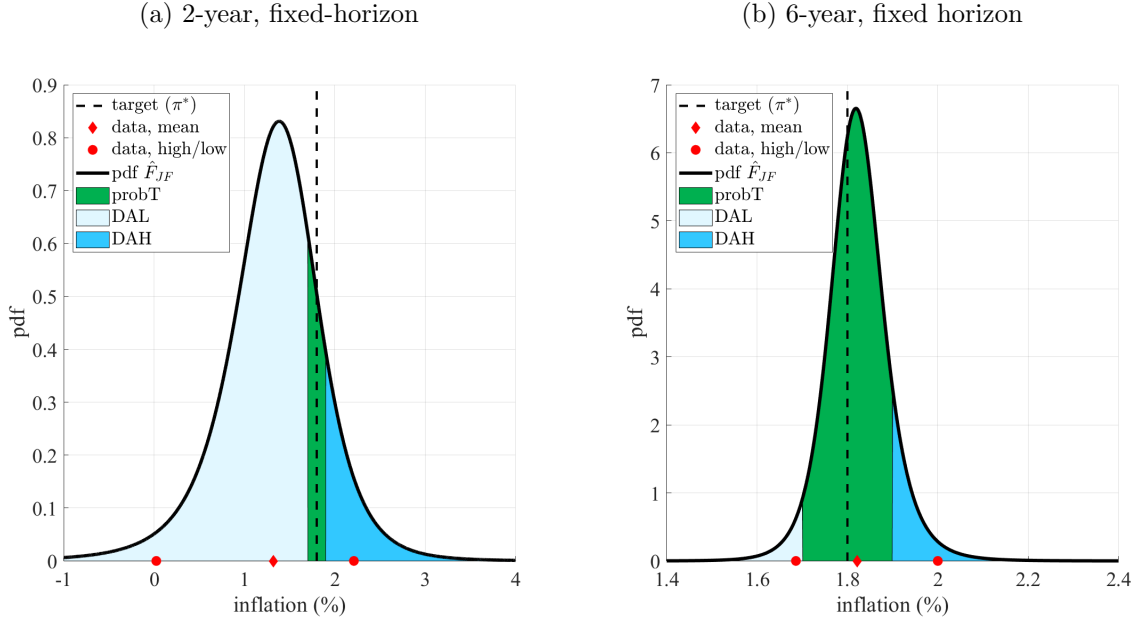 (a) 2-year, fixed-horizon
0.9
0.8
0.7
0.6
0.5
0.4
0.3
0.2
0.1
0
pdf
target (π*)
data, mean
data, high/low
pdf F̂_JF
probT
DAL
DAH
-1 0 1 2 3 4
inflation (%)
(b) 6-year, fixed horizon
7
6
5
4
3
2
1
0
pdf
target (π*)
data, mean
data, high/low
pdf F̂_JF
probT
DAL
DAH
1.4 1.6 1.8 2 2.2 2.4
inflation (%)